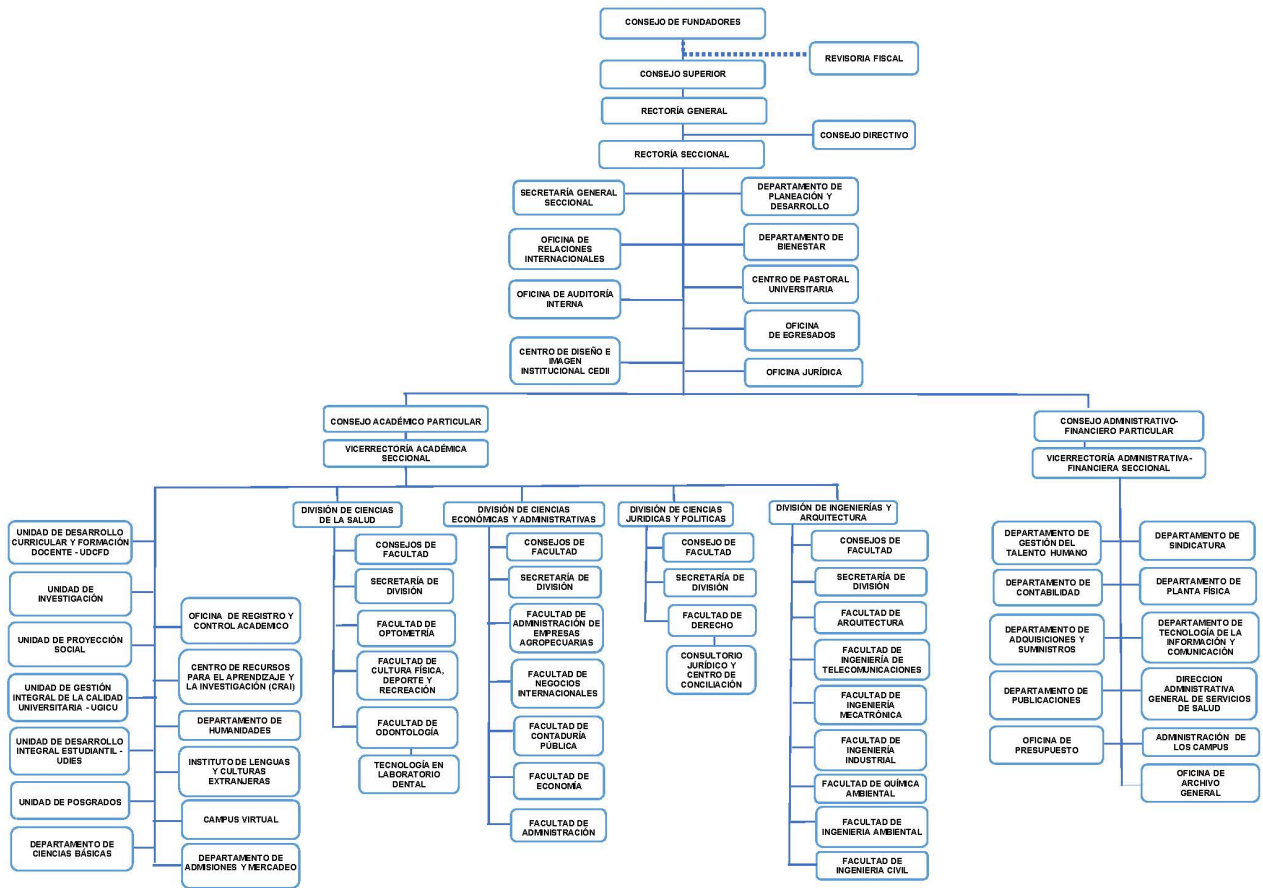 CONSEJO DE FUNDADORES
REVISORIA FISCAL
CONSEJO SUPERIOR
RECTORÍA GENERAL
CONSEJO DIRECTIVO
RECTORÍA SECCIONAL
SECRETARÍA GENERAL
SECCIONAL
DEPARTAMENTO DE
PLANEACIÓN Y
DESARROLLO
OFICINA DE
RELACIONES
INTERNACIONALES
DEPARTAMENTO DE
BIENESTAR
OFICINA DE AUDITORÍA
INTERNA
CENTRO DE PASTORAL
UNIVERSITARIA
OFICINA
DE EGRESADOS
CENTRO DE DISEÑO E
IMAGEN
INSTITUCIONAL CEDII
OFICINA JURÍDICA
CONSEJO ACADÉMICO PARTICULAR
VICERRECTORÍA ACADÉMICA
SECCIONAL
CONSEJO ADMINISTRATIVO-
FINANCIERO PARTICULAR
VICERRECTORÍA ADMINISTRATIVA-
FINANCIERA SECCIONAL
UNIDAD DE DESARROLLO
CURRICULAR Y FORMACIÓN
DOCENTE - UDCFD
UNIDAD DE
INVESTIGACIÓN
UNIDAD DE PROYECCIÓN
SOCIAL
UNIDAD DE GESTIÓN
INTEGRAL DE LA CALIDAD
UNIVERSITARIA - UGICU
UNIDAD DE DESARROLLO
INTEGRAL ESTUDIANTIL -
UDIES
UNIDAD DE POSGRADOS
DEPARTAMENTO DE
CIENCIAS BÁSICAS
OFICINA DE REGISTRO Y
CONTROL ACADEMICO
CENTRO DE RECURSOS
PARA EL APRENDIZAJE Y
LA INVESTIGACIÓN (CRAI)
DEPARTAMENTO DE
HUMANIDADES
INSTITUTO DE LENGUAS
Y CULTURAS
EXTRANJERAS
CAMPUS VIRTUAL
DEPARTAMENTO DE
ADMISIONES Y MERCADEO
DIVISIÓN DE CIENCIAS
DE LA SALUD
CONSEJOS DE
FACULTAD
SECRETARÍA DE
DIVISIÓN
FACULTAD DE
OPTOMETRÍA
FACULTAD DE
CULTURA FÍSICA,
DEPORTE Y
RECREACIÓN
FACULTAD DE
ODONTOLOGÍA
TECNOLOGÍA EN
LABORATORIO
DENTAL
DIVISIÓN DE CIENCIAS
ECONÓMICAS Y ADMINISTRATIVAS
CONSEJOS DE
FACULTAD
SECRETARÍA DE
DIVISIÓN
FACULTAD DE
ADMINISTRACIÓN DE
EMPRESAS
AGROPECUARIAS
FACULTAD DE
NEGOCIOS
INTERNACIONALES
FACULTAD DE
CONTADURÍA
PÚBLICA
FACULTAD DE
ECONOMÍA
FACULTAD DE
ADMINISTRACIÓN
DIVISIÓN DE CIENCIAS
JURÍDICAS Y POLITICAS
CONSEJO DE
FACULTAD
SECRETARÍA DE
DIVISIÓN
FACULTAD DE
DERECHO
CONSULTORIO
JURÍDICO Y
CENTRO DE
CONCILIACIÓN
DIVISIÓN DE INGENIERÍAS Y
ARQUITECTURA
CONSEJOS DE
FACULTAD
SECRETARÍA DE
DIVISIÓN
FACULTAD DE
ARQUITECTURA
FACULTAD DE
INGENIERÍA DE
TELECOMUNICACIONES
FACULTAD DE
INGENIERÍA
MECATRÓNICA
FACULTAD DE
INGENIERÍA
INDUSTRIAL
FACULTAD DE QUÍMICA
AMBIENTAL
FACULTAD DE
INGENIERIA AMBIENTAL
FACULTAD DE
INGENIERIA CIVIL
DEPARTAMENTO DE
GESTIÓN DEL
TALENTO HUMANO
DEPARTAMENTO DE
SINDICATURA
DEPARTAMENTO DE
CONTABILIDAD
DEPARTAMENTO DE
PLANTA FÍSICA
DEPARTAMENTO DE
ADQUISICIONES Y
SUMINISTROS
DEPARTAMENTO DE
TECNOLOGÍA DE LA
INFORMACIÓN Y
COMUNICACIÓN
DEPARTAMENTO DE
PUBLICACIONES
DIRECCION
ADMINISTRATIVA
GENERAL DE SERVICIOS
DE SALUD
OFICINA DE
PRESUPUESTO
ADMINISTRACIÓN DE
LOS CAMPUS
OFICINA DE
ARCHIVO
GENERAL